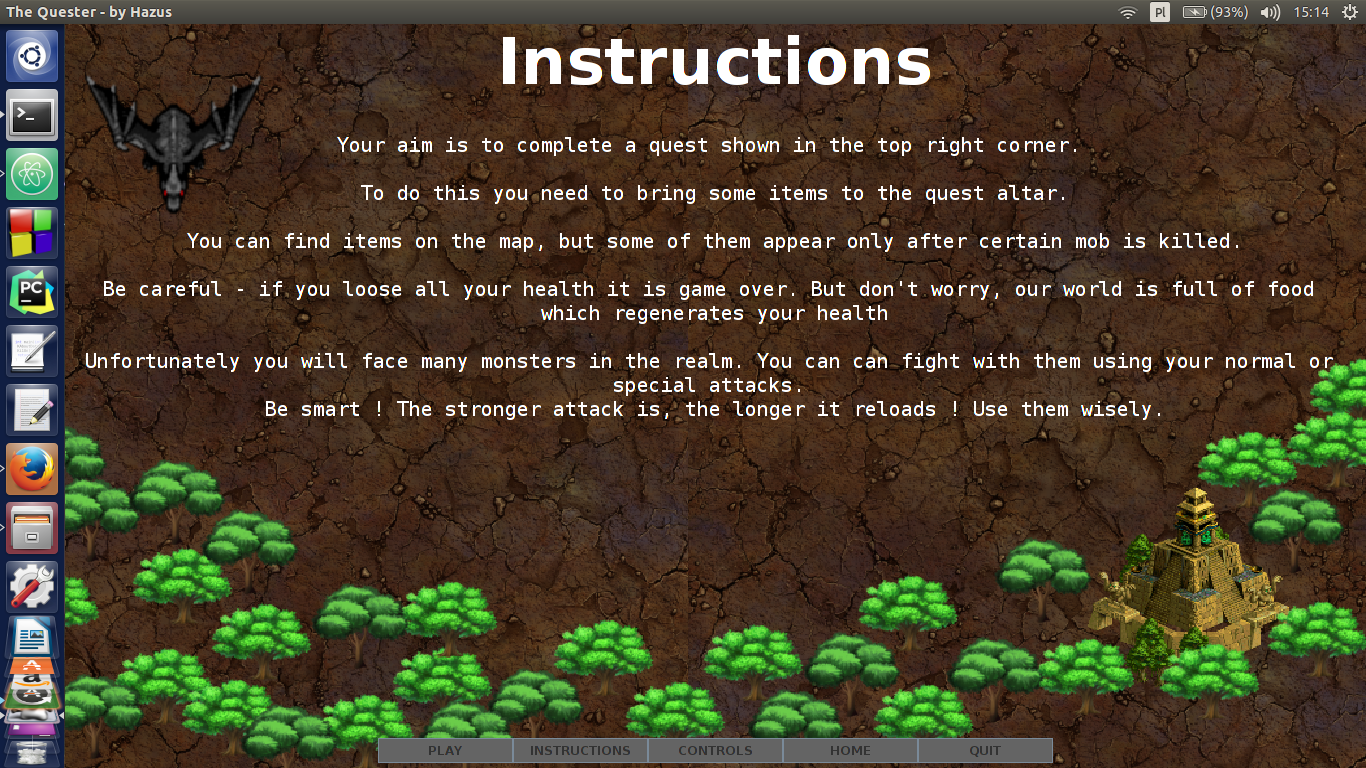 The Quester - by Hazus
Pl
(93%)
15:14
Instructions
Your aim is to complete a quest shown in the top right corner.
To do this you need to bring some items to the quest altar.
You can find items on the map, but some of them appear only after certain mob is killed.
Be careful - if you loose all your health it is game over. But don't worry, our world is full of food
which regenerates your health
Unfortunately you will face many monsters in the realm. You can can fight with them using your normal or
special attacks.
Be smart ! The stronger attack is, the longer it reloads ! Use them wisely.
>_
PC
a
PLAY
INSTRUCTIONS
CONTROLS
HOME
QUIT